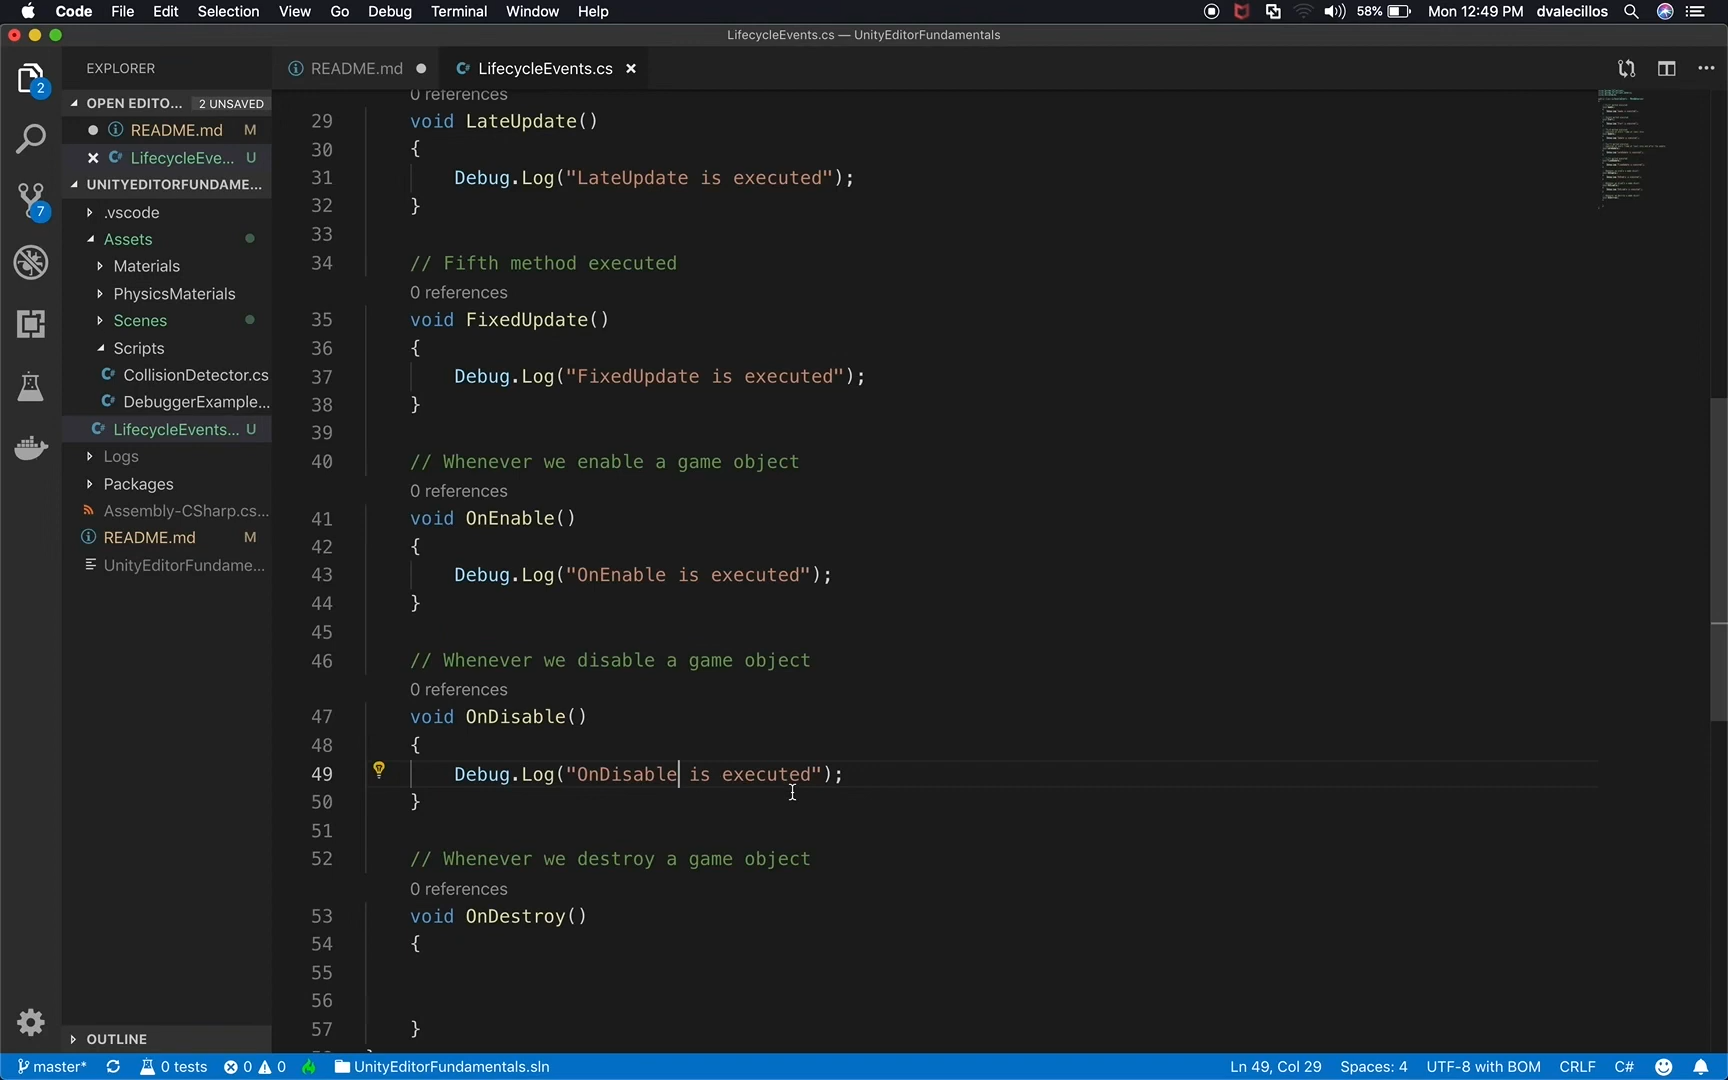 Code File Edit Selection View Go Debug Terminal Window Help 58% Mon 12:49 PM dvalecillos
LifecycleEvents.cs — UnityEditorFundamentals
EXPLORER
README.md
LifecycleEvents.cs
OPEN EDITO... 2 UNSAVED
README.md M
LifecycleEve... U
UNITYEDITORFUNDAME...
.vscode
Assets
Materials
PhysicsMaterials
Scenes
Scripts
CollisionDetector.cs
DebuggerExample...
LifecycleEvents... U
Logs
Packages
Assembly-CSharp.cs...
README.md M
UnityEditorFundame...
OUTLINE
2
7
0 references
29 void LateUpdate()
30 {
31 Debug.Log("LateUpdate is executed");
32 }
33
34 // Fifth method executed
0 references
35 void FixedUpdate()
36 {
37 Debug.Log("FixedUpdate is executed");
38 }
39
40 // Whenever we enable a game object
0 references
41 void OnEnable()
42 {
43 Debug.Log("OnEnable is executed");
44 }
45
46 // Whenever we disable a game object
0 references
47 void OnDisable()
48 {
49 Debug.Log("OnDisable is executed");
50 }
51
52 // Whenever we destroy a game object
0 references
53 void OnDestroy()
54 {
55
56
57 }
master* 0 tests 0 0 UnityEditorFundamentals.sln Ln 49, Col 29 Spaces: 4 UTF-8 with BOM CRLF C#